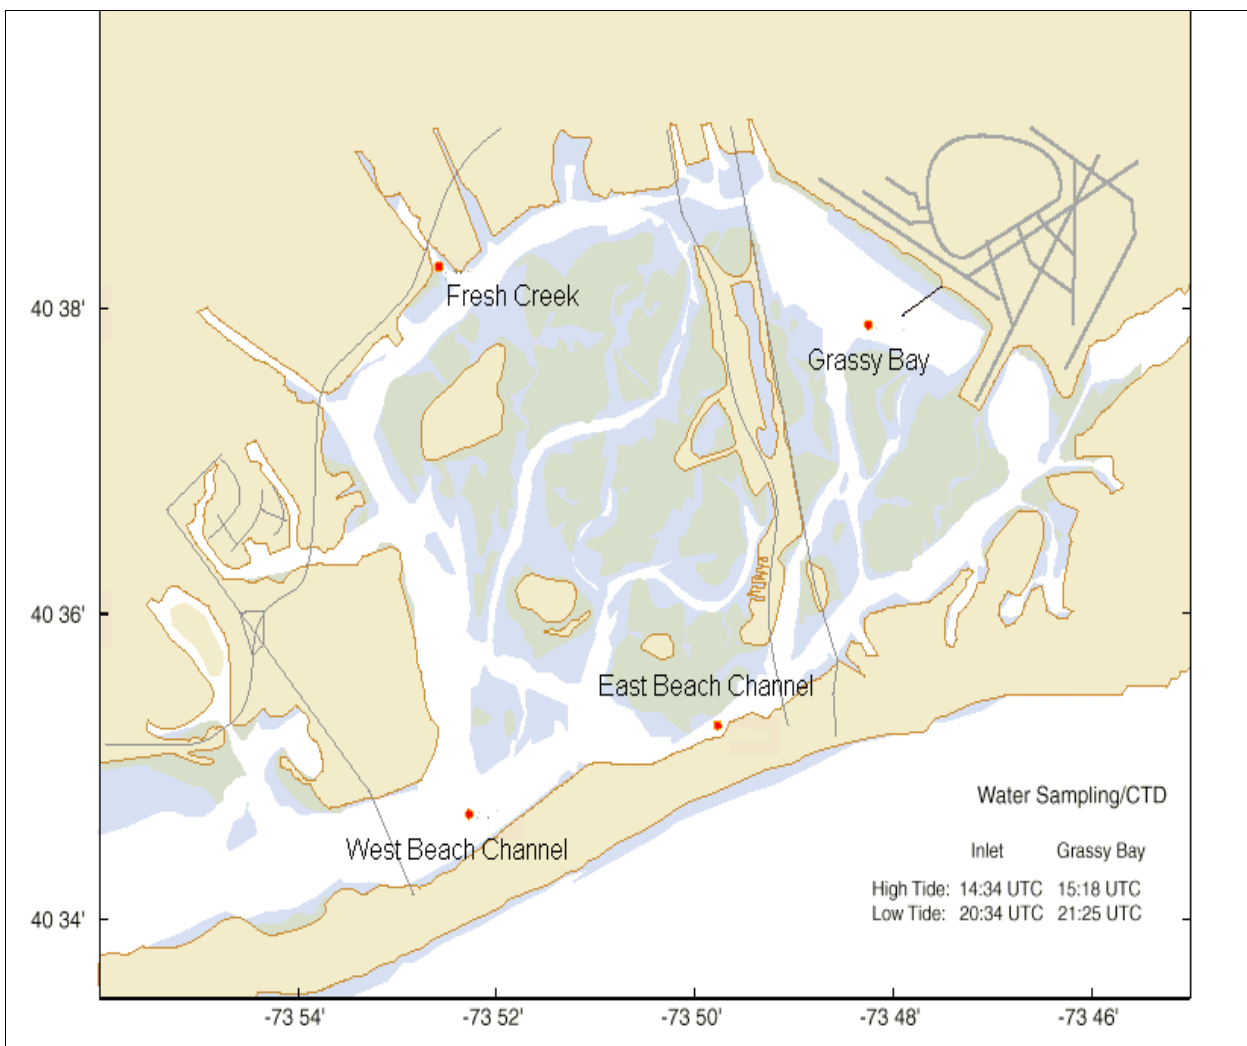 Fresh Creek
40 38'
Grassy Bay
40 36'
East Beach Channel
Water Sampling/CTD
West Beach Channel
Inlet Grassy Bay
High Tide: 14:34 UTC 15:18 UTC
Low Tide: 20:34 UTC 21:25 UTC
40 34'
-73 54' -73 52' -73 50' -73 48' -73 46'